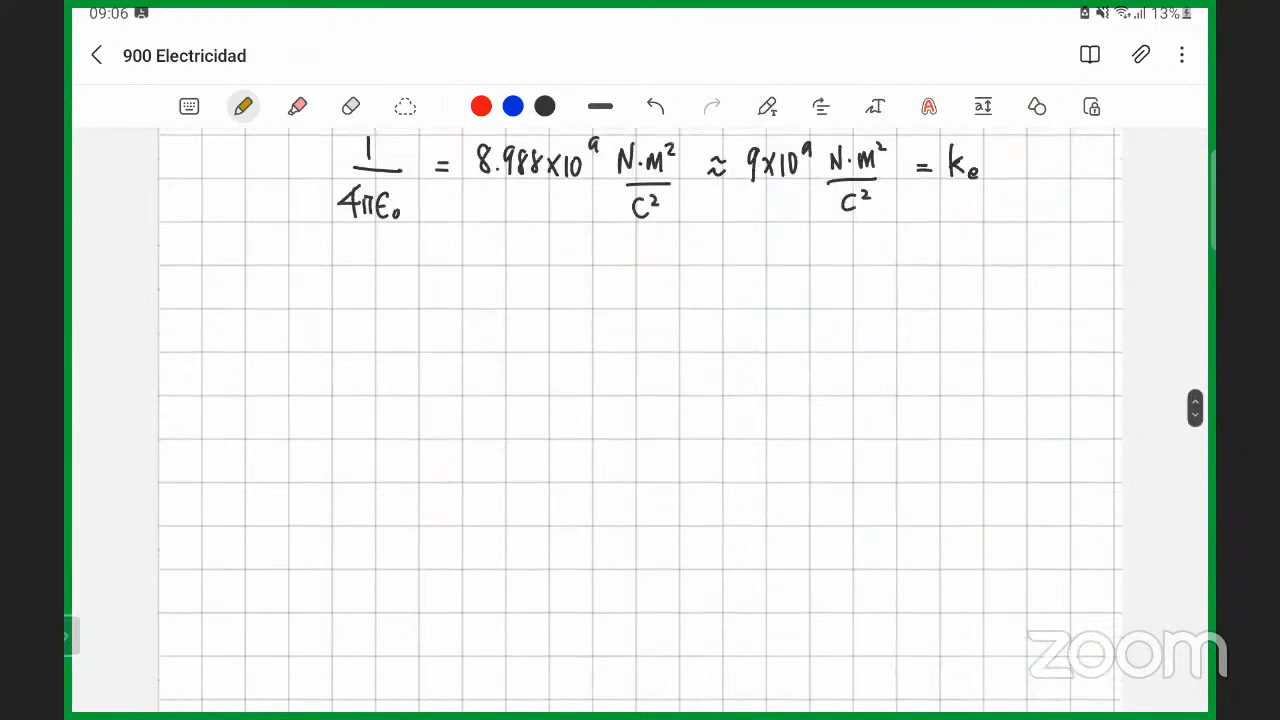 09:06 13%
900 Electricidad
1/(4πϵ₀) = 8.988×10⁹ N·m²/C² ≈ 9×10⁹ N·m²/C² = kₑ
zoom